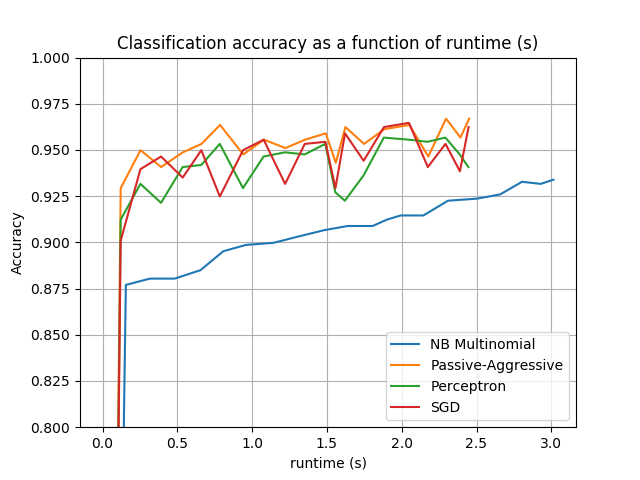 Classification accuracy as a function of runtime (s)
1.000
0.975
0.950
0.925
0.900
0.875
0.850
0.825
0.800
Accuracy
NB Multinomial
Passive-Aggressive
Perceptron
SGD
0.0 0.5 1.0 1.5 2.0 2.5 3.0
runtime (s)